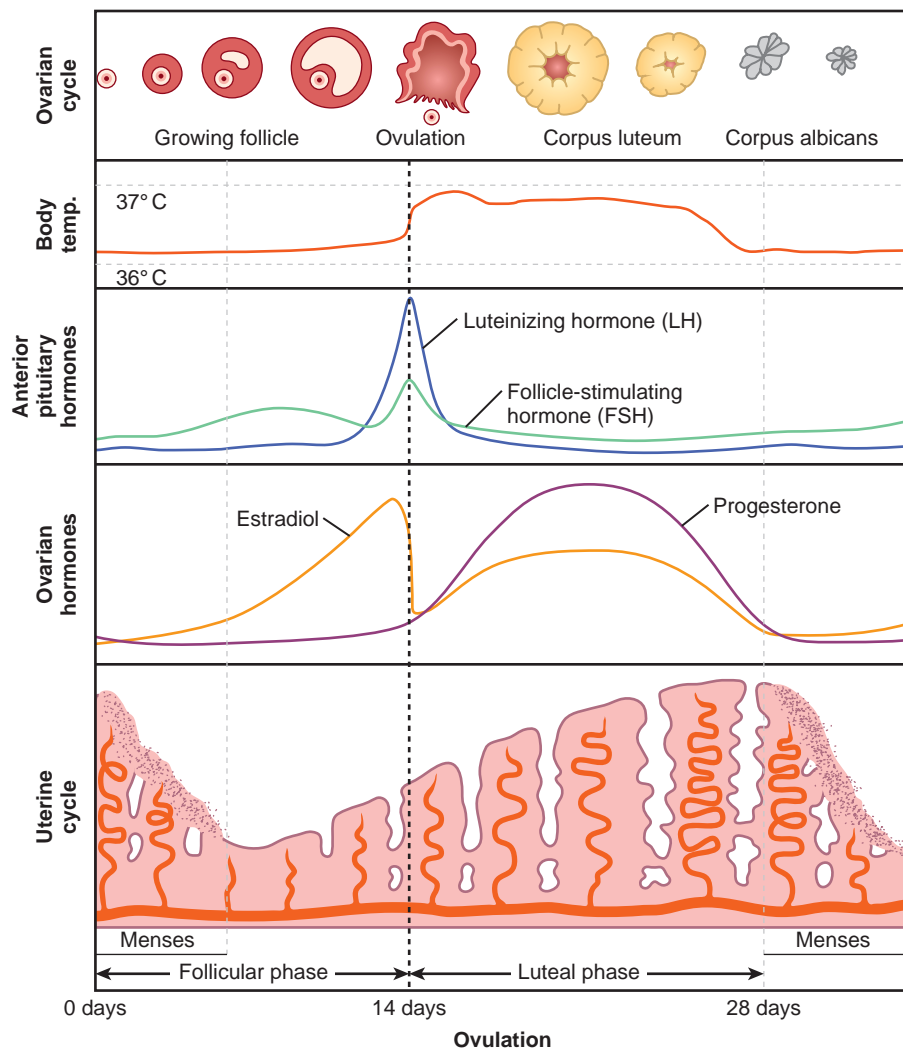 Ovarian
cycle
Growing follicle
Ovulation
Corpus luteum
Corpus albicans
Body
temp.
37° C
36° C
Anterior
pituitary
hormones
Luteinizing hormone (LH)
Follicle-stimulating
hormone (FSH)
Ovarian
hormones
Estradiol
Progesterone
Uterine
cycle
Menses
Menses
Follicular phase
Luteal phase
0 days
14 days
28 days
Ovulation